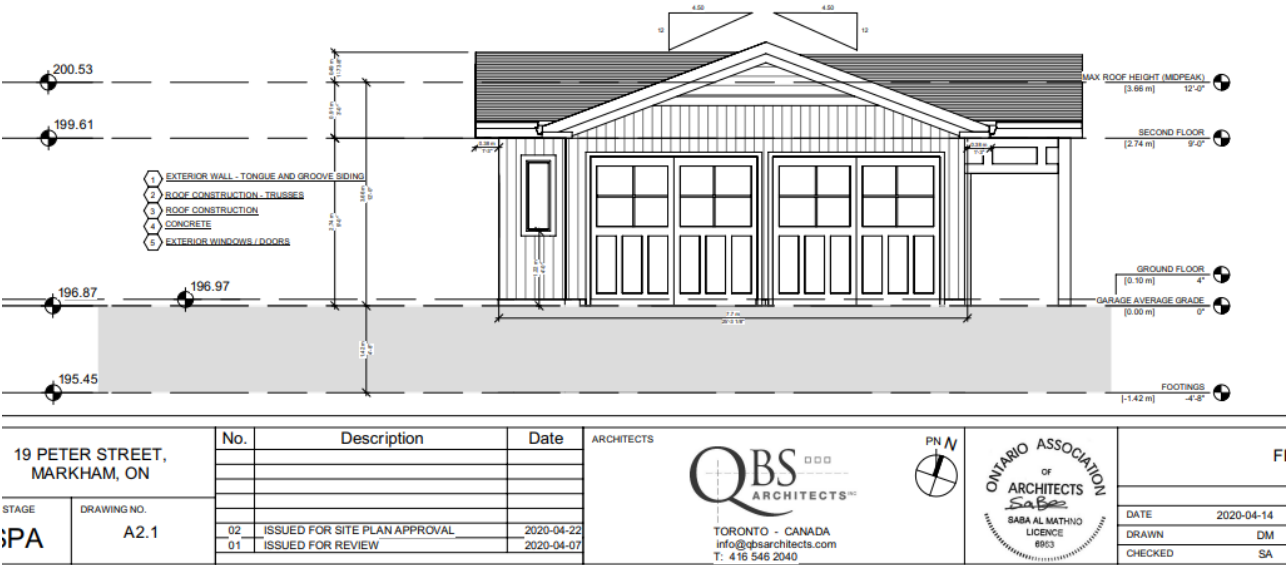 4.50
4.50
12
12
200.53
MAX ROOF HEIGHT (MIDPEAK)
[3.66 m] 12'-0"
199.61
SECOND FLOOR
[2.74 m] 9'-0"
1 EXTERIOR WALL - TONGUE AND GROOVE SIDING
2 ROOF CONSTRUCTION - TRUSSES
3 ROOF CONSTRUCTION
4 CONCRETE
5 EXTERIOR WINDOWS / DOORS
GROUND FLOOR
[0.10 m] 4"
196.87
196.97
GARAGE AVERAGE GRADE
[0.00 m] 0"
7.7 m
195.45
FOOTINGS
[-1.42 m] -4'-8"
19 PETER STREET,
MARKHAM, ON
STAGE
SPA
DRAWING NO.
A2.1
No. Description Date
02 ISSUED FOR SITE PLAN APPROVAL 2020-04-22
01 ISSUED FOR REVIEW 2020-04-07
ARCHITECTS
QBS
ARCHITECTS INC
TORONTO - CANADA
info@qbsarchitects.com
T: 416 546 2040
PN N
ONTARIO ASSOCIATION
OF
ARCHITECTS
SABA AL MATHNO
LICENCE
6963
DATE 2020-04-14
DRAWN DM
CHECKED SA